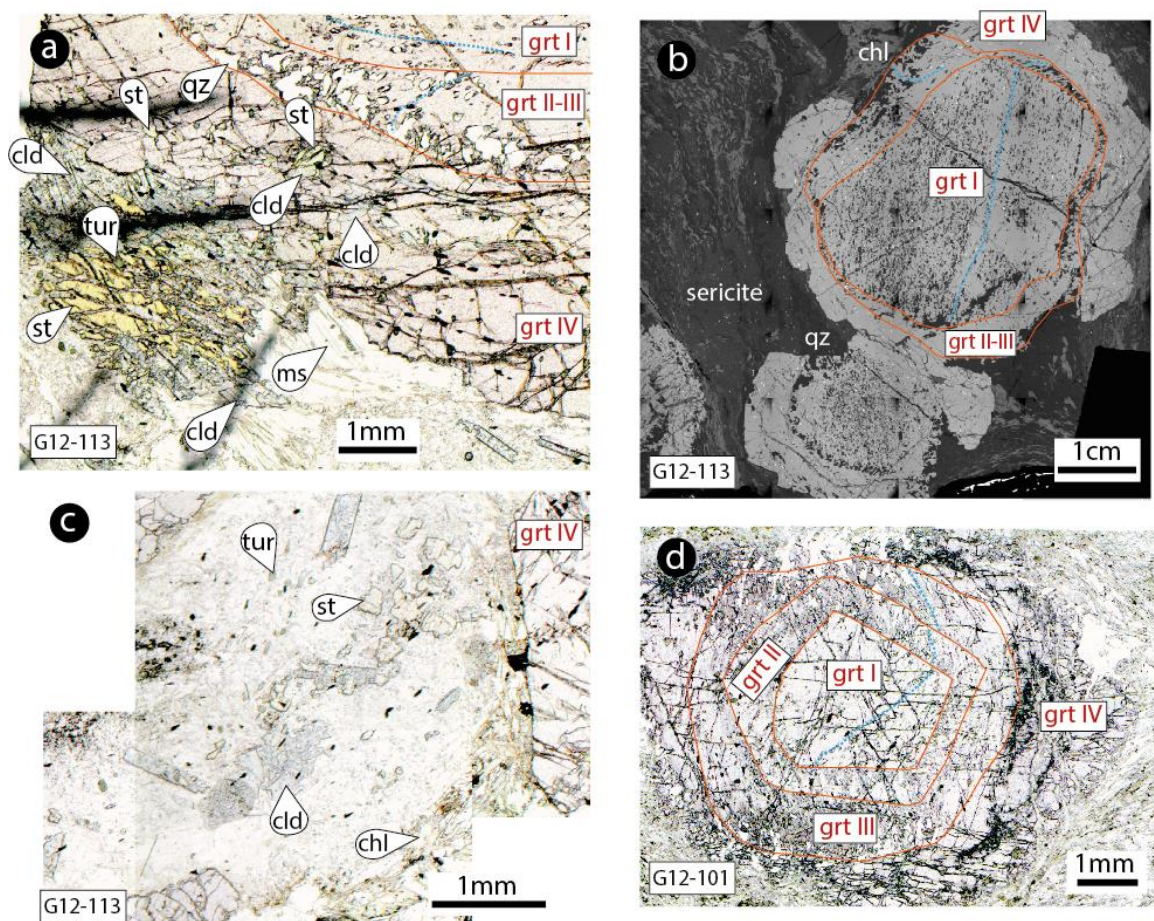 a
grt I
grt II-III
qz
st
st
cld
cld
tur
cld
st
ms
grt IV
cld
G12-113
1mm
b
grt IV
chl
grt I
sericite
qz
grt II-III
G12-113
1cm
c
tur
grt IV
st
cld
chl
G12-113
1mm
d
grt II
grt I
grt IV
grt III
G12-101
1mm